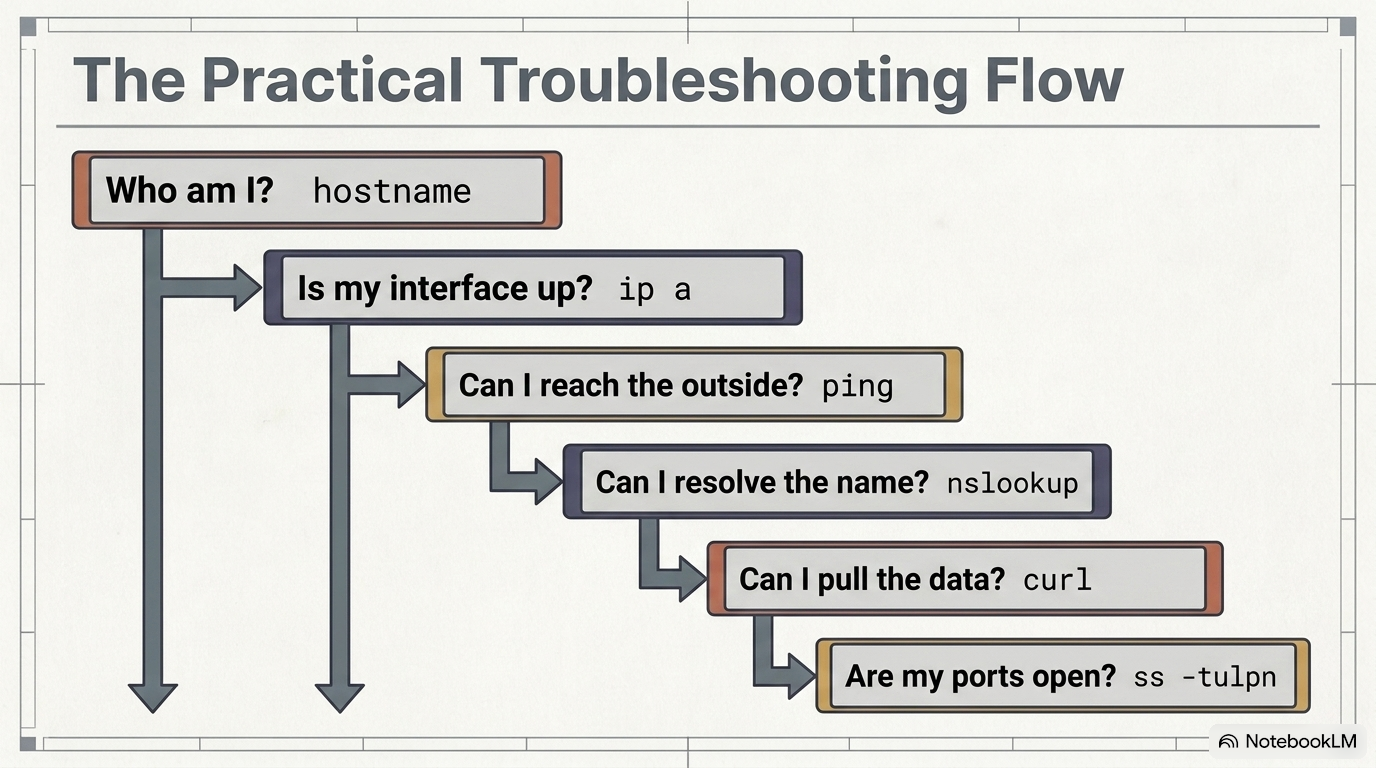 The Practical Troubleshooting Flow
Who am I? hostname
Is my interface up? ip a
Can I reach the outside? ping
Can I resolve the name? nslookup
Can I pull the data? curl
Are my ports open? ss -tulpn
NotebookLM